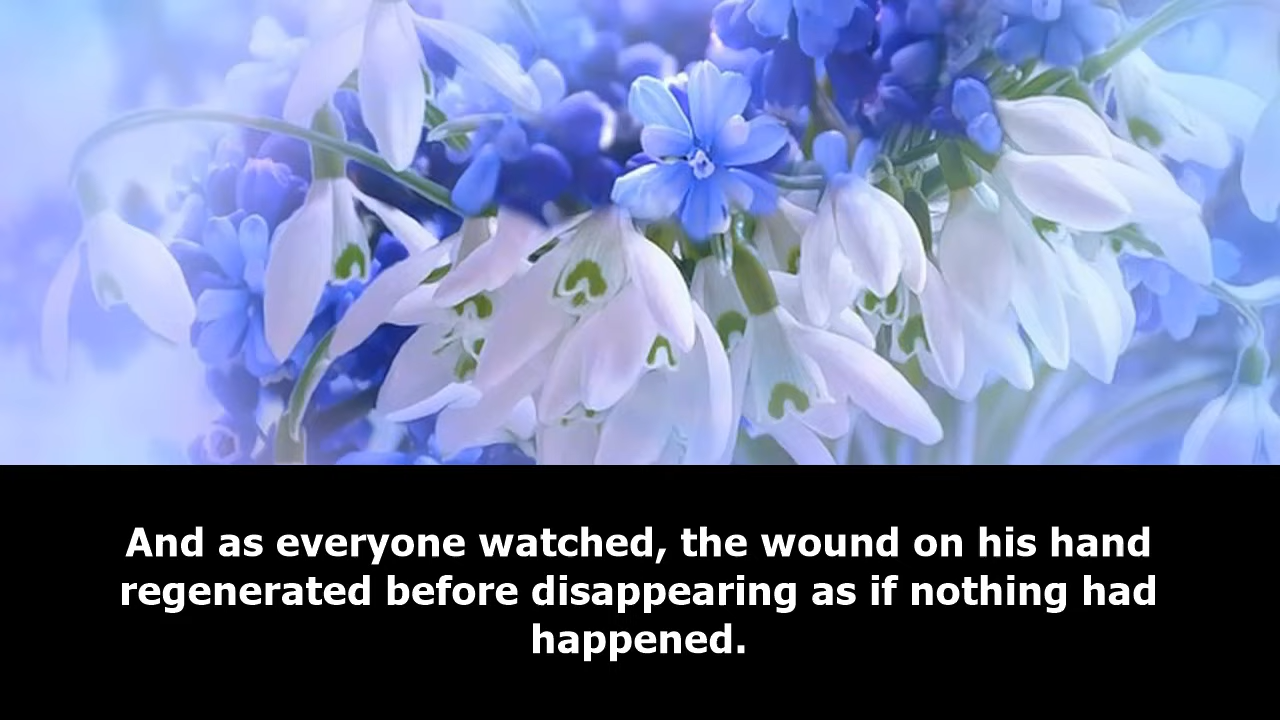 And as everyone watched, the wound on his hand
regenerated before disappearing as if nothing had
happened.